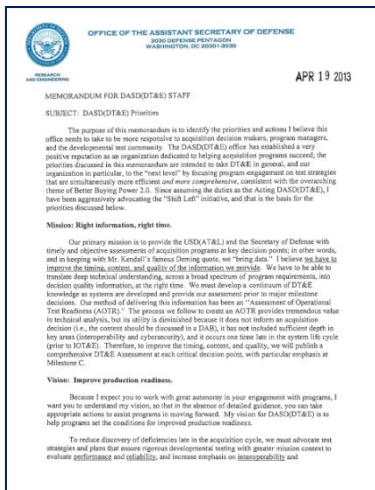 OFFICE OF THE ASSISTANT SECRETARY OF DEFENSE
3030 DEFENSE PENTAGON
WASHINGTON, DC 20301-3030
RESEARCH
AND ENGINEERING
APR 19 2013
MEMORANDUM FOR DASD(DT&E) STAFF
SUBJECT: DASD(DT&E) Priorities
The purpose of this memorandum is to identify the priorities and actions I believe this
office needs to take to be more responsive to acquisition decision makers, program managers,
and the developmental test community. The DASD(DT&E) office has established a very
positive reputation as an organization dedicated to helping acquisition programs succeed; the
priorities discussed in this memorandum are intended to take DT&E in general, and our
organization in particular, to the "next level" by focusing program engagement on test strategies
that are simultaneously more efficient and more comprehensive, consistent with the overarching
theme of Better Buying Power 2.0. Since assuming the duties as the Acting DASD(DT&E), I
have been aggressively advocating the "Shift Left" initiative, and that is the basis for the
priorities discussed below.
Mission: Right information, right time.
Our primary mission is to provide the USD(AT&L) and the Secretary of Defense with
timely and objective assessments of acquisition programs at key decision points; in other words,
and in keeping with Mr. Kendall's famous Deming quote, we "bring data." I believe we have to
improve the timing, content, and quality of the information we provide. We have to be able to
translate deep technical understanding, across a broad spectrum of program requirements, into
decision quality information, at the right time. We must develop a continuum of DT&E
knowledge as systems are developed and provide our assessment prior to major milestone
decisions. Our method of delivering this information has been an "Assessment of Operational
Test Readiness (AOTR)." The process we follow to create an AOTR provides tremendous value
in technical analysis, but its utility is diminished because it does not inform an acquisition
decision (i.e., the content should be discussed in a DAB), it has not included sufficient depth in
key areas (interoperability and cybersecurity), and it occurs one time late in the system life cycle
(prior to IOT&E). Therefore, to improve the timing, content, and quality, we will publish a
comprehensive DT&E Assessment at each critical decision point, with particular emphasis at
Milestone C.
Vision: Improve production readiness.
Because I expect you to work with great autonomy in your engagement with programs, I
want you to understand my vision, so that in the absence of detailed guidance, you can take
appropriate actions to assist programs in moving forward. My vision for DASD(DT&E) is to
help programs set the conditions for improved production readiness.
To reduce discovery of deficiencies late in the acquisition cycle, we must advocate test
strategies and plans that ensure rigorous developmental testing with greater mission context to
evaluate performance and reliability, and increase emphasis on interoperability and